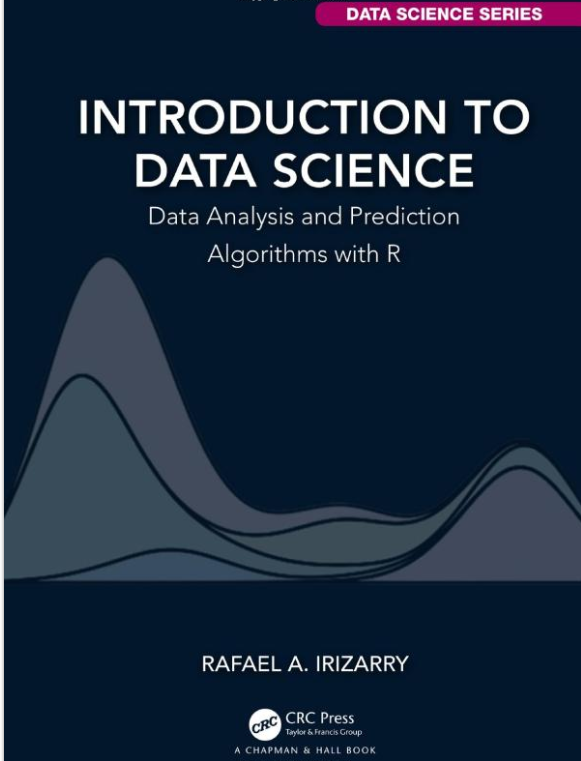 DATA SCIENCE SERIES
INTRODUCTION TO
DATA SCIENCE
Data Analysis and Prediction
Algorithms with R
RAFAEL A. IRIZARRY
CRC CRC Press
Taylor & Francis Group
A CHAPMAN & HALL BOOK